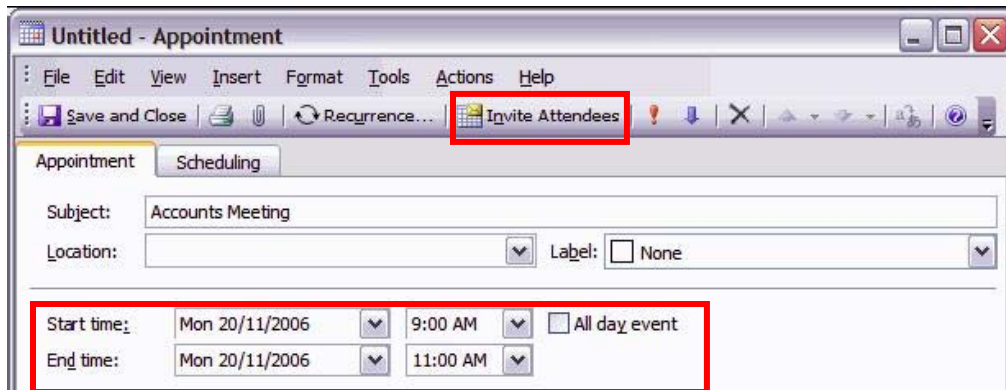 Untitled - Appointment
File Edit View Insert Format Tools Actions Help
Save and Close Recurrence... Invite Attendees
Appointment Scheduling
Subject: Accounts Meeting
Location: Label: None
Start time: Mon 20/11/2006 9:00 AM All day event
End time: Mon 20/11/2006 11:00 AM